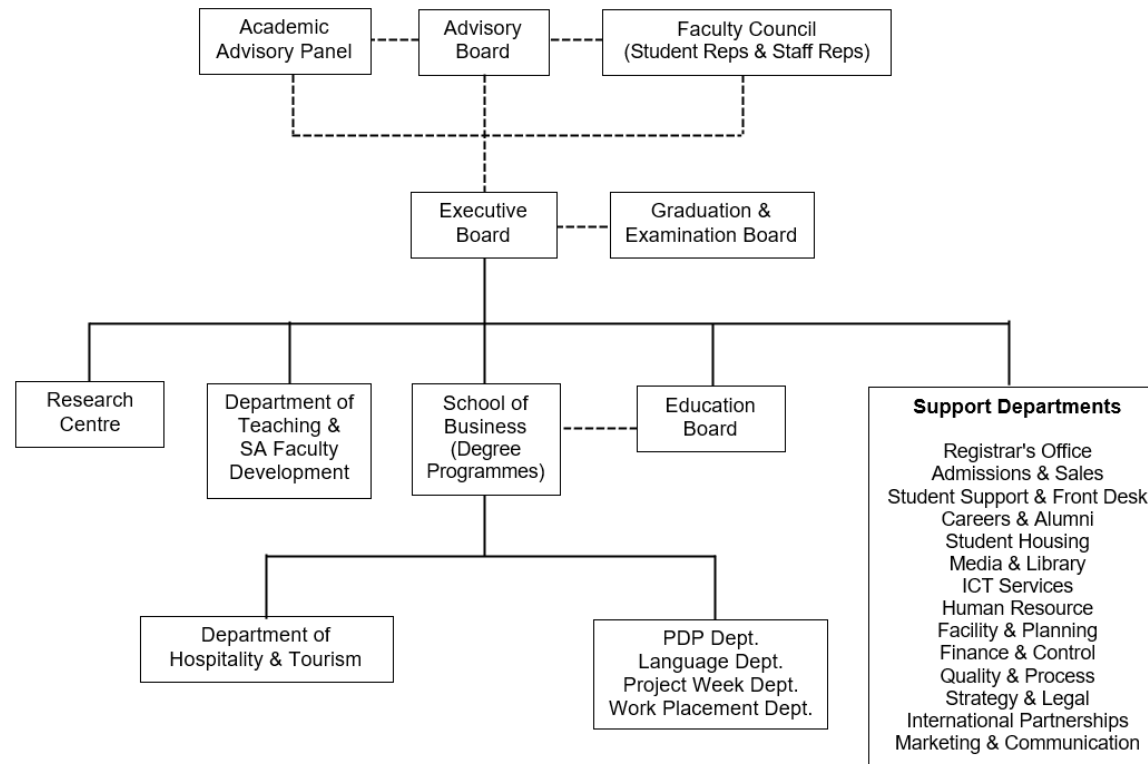 Academic
Advisory Panel
Advisory
Board
Faculty Council
(Student Reps & Staff Reps)
Executive
Board
Graduation &
Examination Board
Research
Centre
Department of
Teaching &
SA Faculty
Development
School of
Business
(Degree
Programmes)
Education
Board
Support Departments
Registrar's Office
Admissions & Sales
Student Support & Front Desk
Careers & Alumni
Student Housing
Media & Library
ICT Services
Human Resource
Facility & Planning
Finance & Control
Quality & Process
Strategy & Legal
International Partnerships
Marketing & Communication
Department of
Hospitality & Tourism
PDP Dept.
Language Dept.
Project Week Dept.
Work Placement Dept.